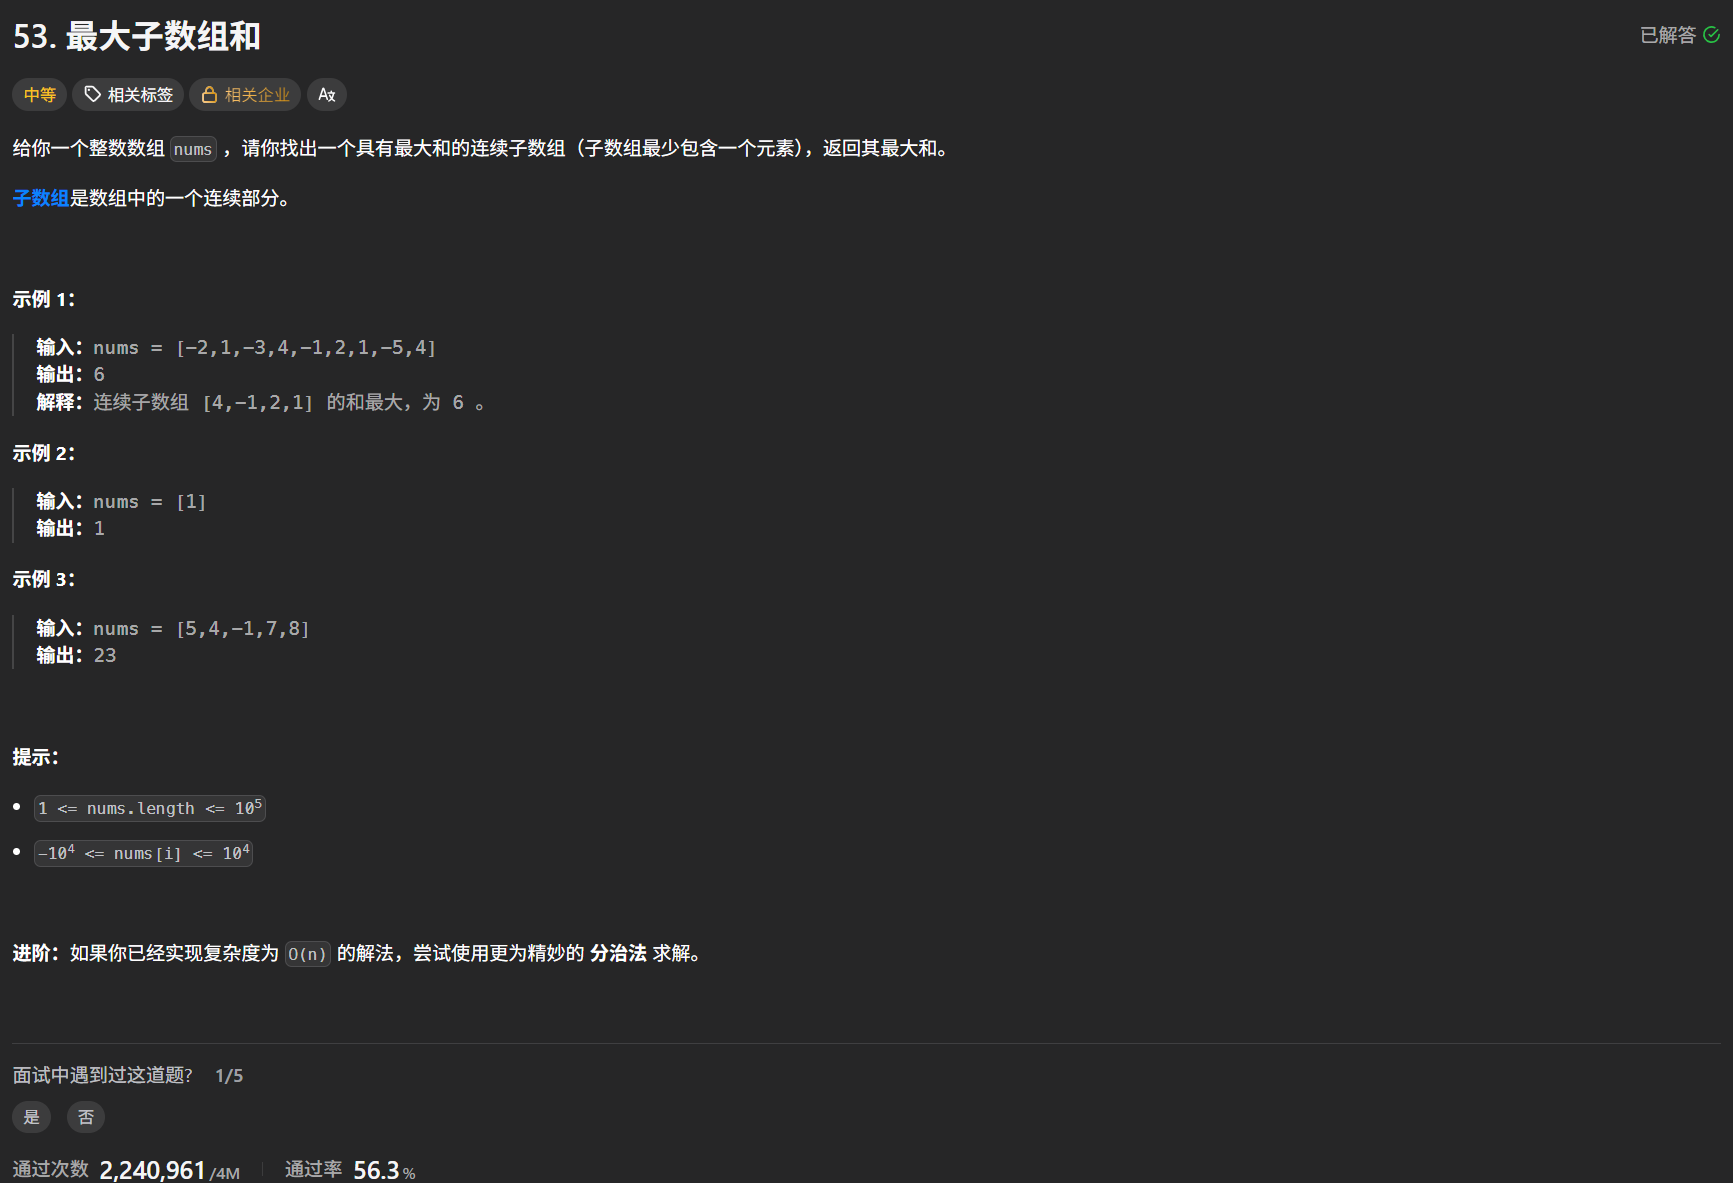 53. 最大子数组和
已解答
中等 相关标签 相关企业 Aあ
给你一个整数数组 nums ，请你找出一个具有最大和的连续子数组（子数组最少包含一个元素），返回其最大和。
子数组是数组中的一个连续部分。
示例 1：
输入：nums = [-2,1,-3,4,-1,2,1,-5,4]
输出：6
解释：连续子数组 [4,-1,2,1] 的和最大，为 6 。
示例 2：
输入：nums = [1]
输出：1
示例 3：
输入：nums = [5,4,-1,7,8]
输出：23
提示：
1 <= nums.length <= 10⁵
-10⁴ <= nums[i] <= 10⁴
进阶：如果你已经实现复杂度为 O(n) 的解法，尝试使用更为精妙的 分治法 求解。
面试中遇到过这道题? 1/5
是 否
通过次数 2,240,961/4M 通过率 56.3%